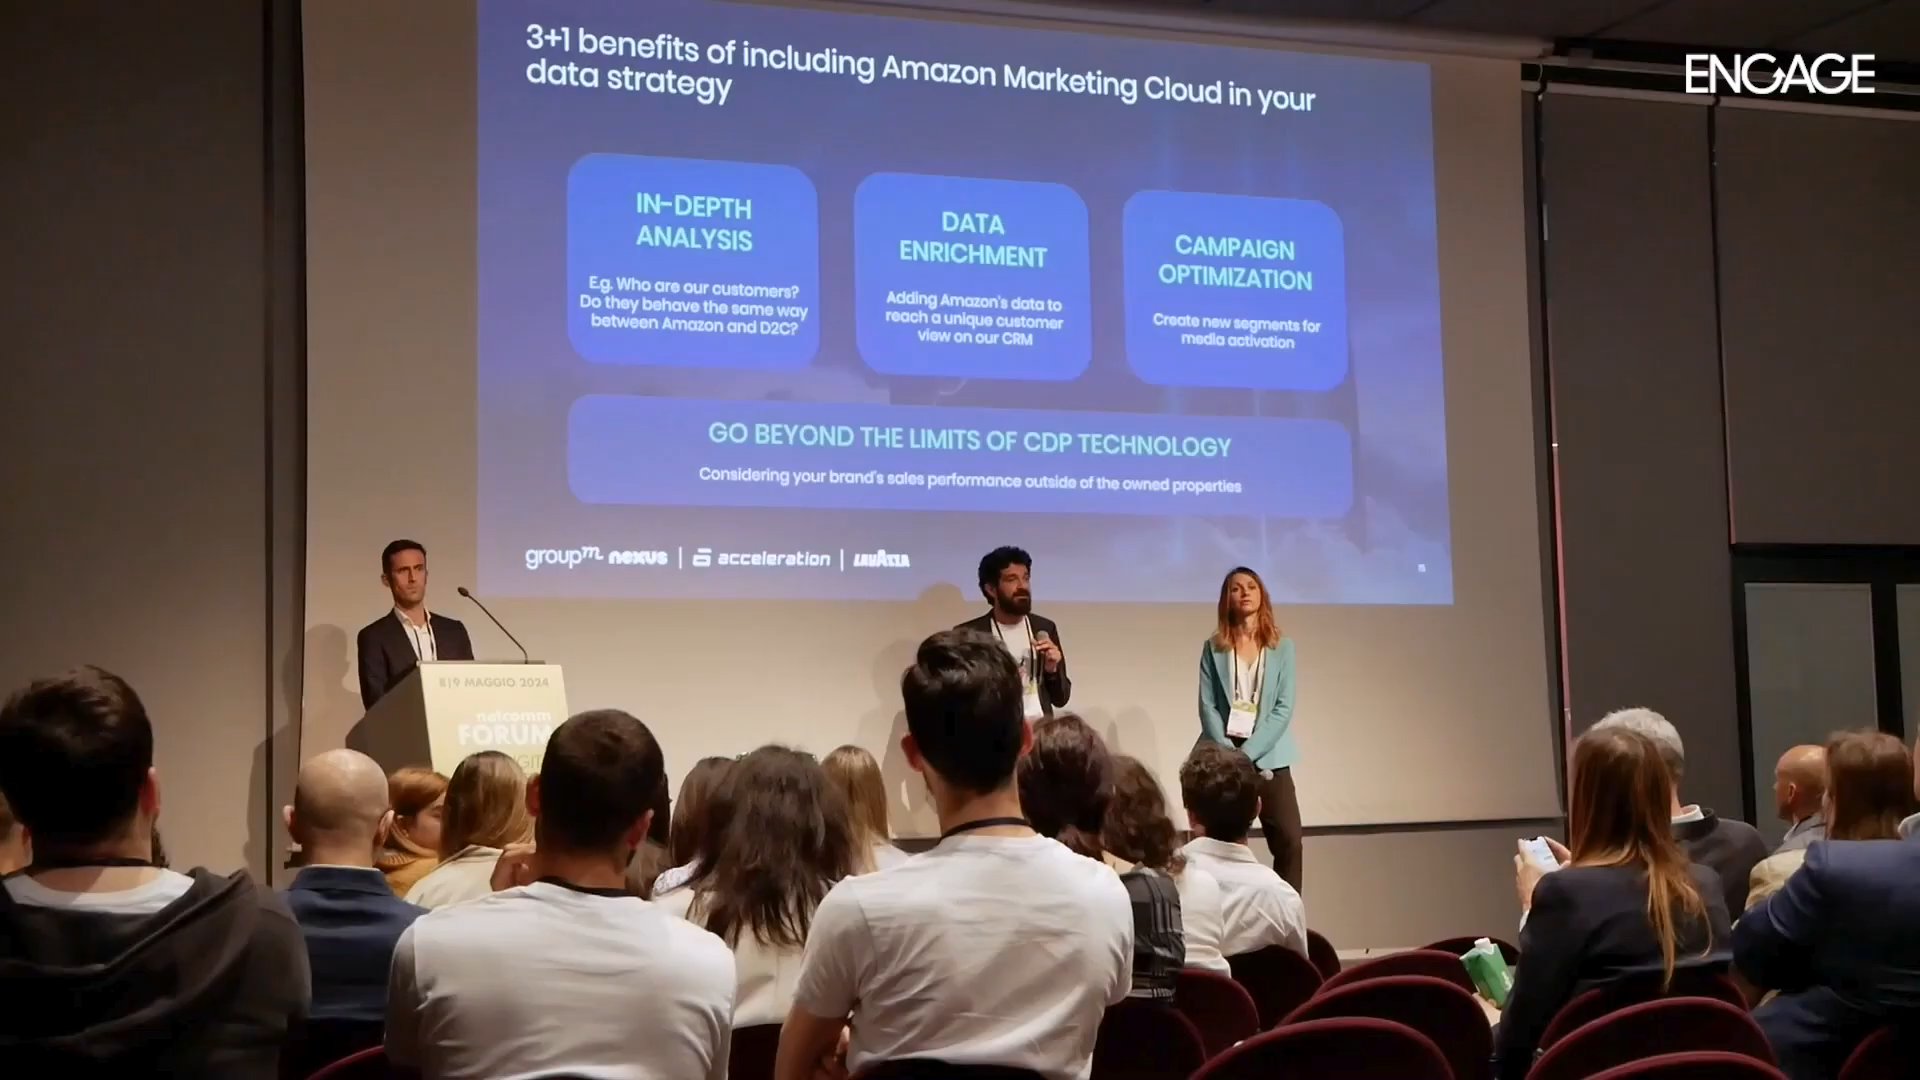 3+1 benefits of including Amazon Marketing Cloud in your
data strategy
ENGAGE
IN-DEPTH
ANALYSIS
E.g. Who are our customers?
Do they behave the same way
between Amazon and D2C?
DATA
ENRICHMENT
Adding Amazon's data to
reach a unique customer
view on our CRM
CAMPAIGN
OPTIMIZATION
Create new segments for
media activation
GO BEYOND THE LIMITS OF CDP TECHNOLOGY
Considering your brand's sales performance outside of the owned properties
groupm nexus | acceleration | LAVAZZA
8|9 MAGGIO 2024
netcomm
FORUM